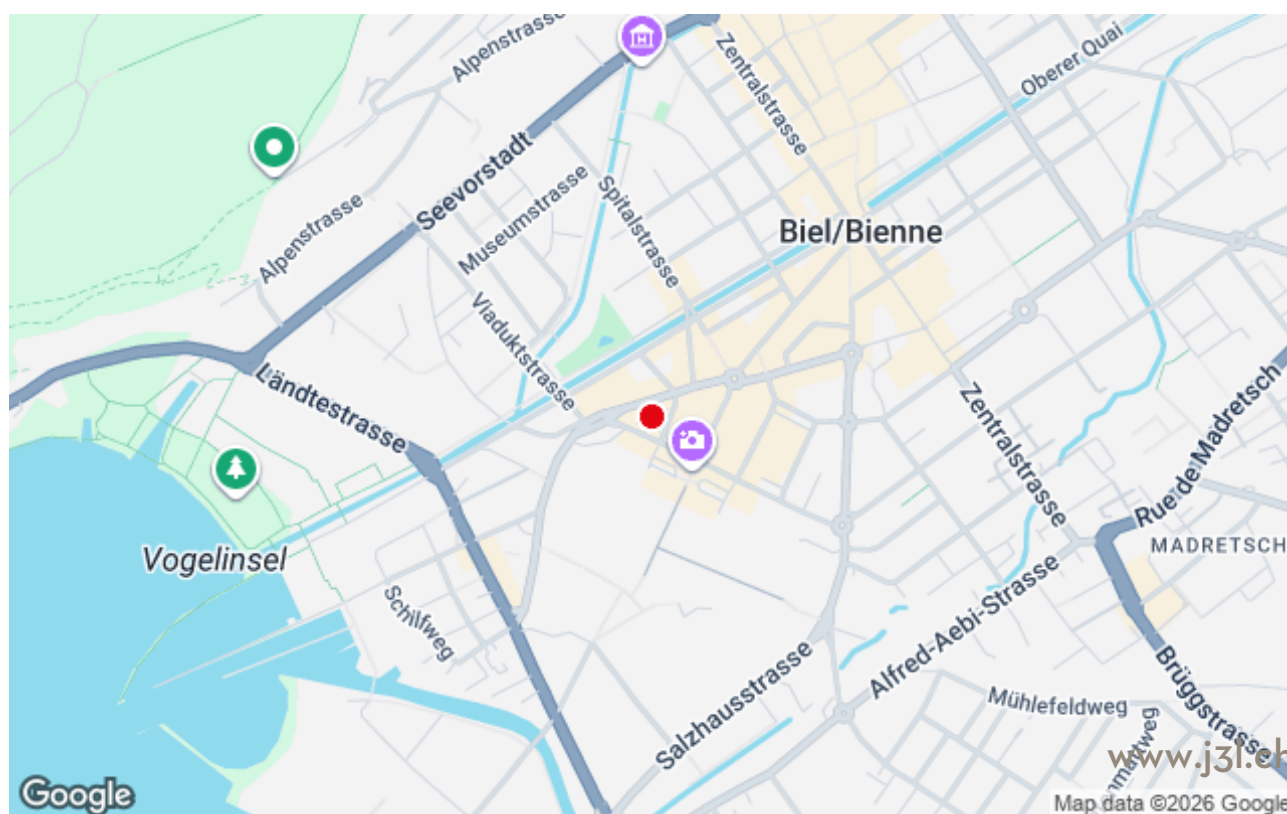 Alpenstrasse
Zentralstrasse
Oberer Quai
Seevorstadt
Museumstrasse
Spitalstrasse
Alpenstrasse
Biel/Bienne
Viaduktstrasse
Ländtestrasse
Zentralstrasse
Rue de Madretsch
MADRETSCH
Vogelinsel
Schilfweg
Alfred-Aebi-Strasse
Salzhausstrasse
Mühlefeldweg
Brüggstrasse
www.j3l.ch
Google
Map data ©2026 Google